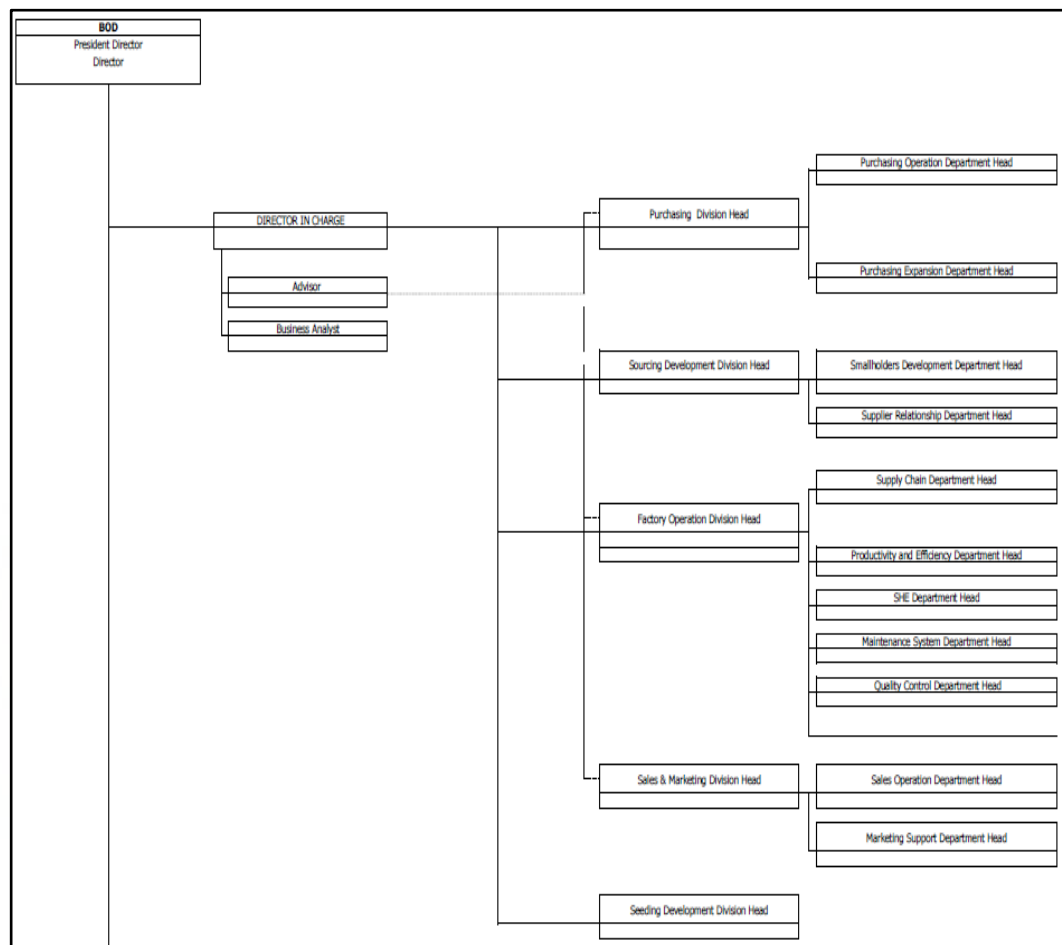 BOD
President Director
Director
DIRECTOR IN CHARGE
Advisor
Business Analyst
Purchasing Division Head
Purchasing Operation Department Head
Purchasing Expansion Department Head
Sourcing Development Division Head
Smallholders Development Department Head
Supplier Relationship Department Head
Factory Operation Division Head
Supply Chain Department Head
Productivity and Efficiency Department Head
SHE Department Head
Maintenance System Department Head
Quality Control Department Head
Sales & Marketing Division Head
Sales Operation Department Head
Marketing Support Department Head
Seeding Development Division Head